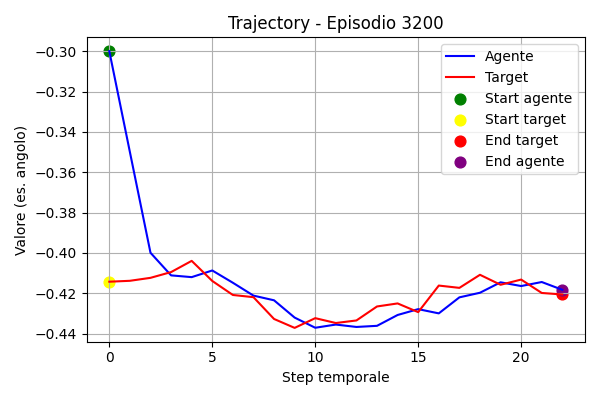 Trajectory - Episodio 3200
Valore (es. angolo)
−0.30
−0.32
−0.34
−0.36
−0.38
−0.40
−0.42
−0.44
Agente
Target
Start agente
Start target
End target
End agente
0
5
10
15
20
Step temporale